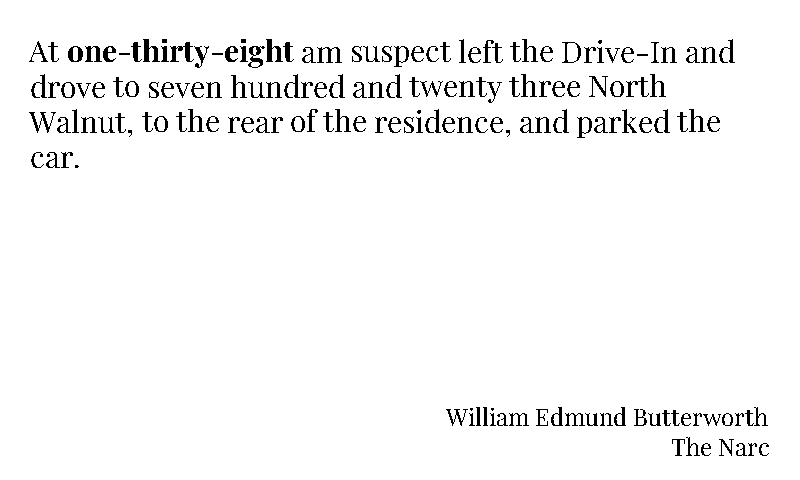 At one-thirty-eight am suspect left the Drive-In and
drove to seven hundred and twenty three North
Walnut, to the rear of the residence, and parked the
car.
William Edmund Butterworth
The Narc